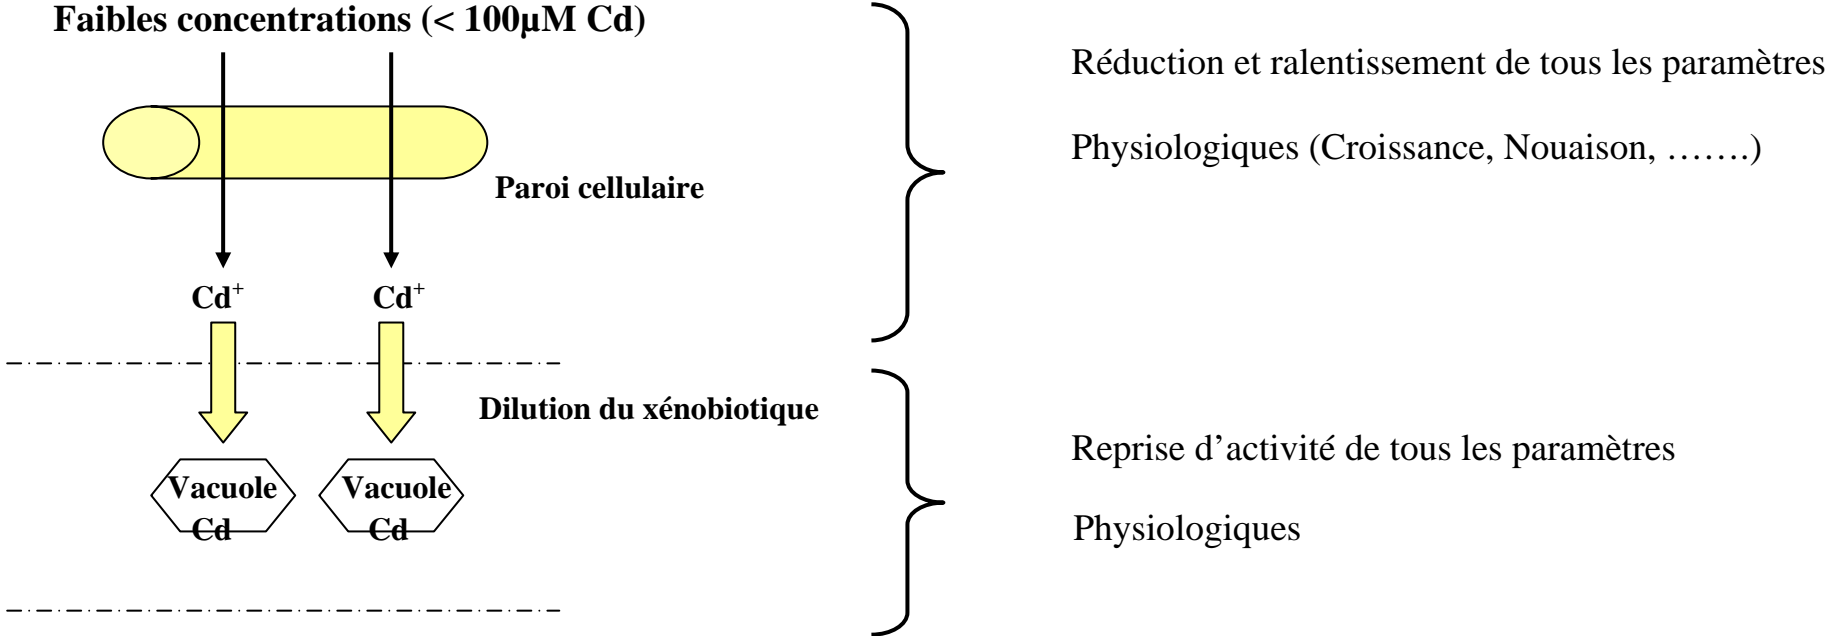 Faibles concentrations (< 100µM Cd)
Réduction et ralentissement de tous les paramètres
Physiologiques (Croissance, Nouaison, …….)
Paroi cellulaire
Cd⁺ Cd⁺
Dilution du xénobiotique
Reprise d’activité de tous les paramètres
Vacuole Vacuole
Cd Cd
Physiologiques